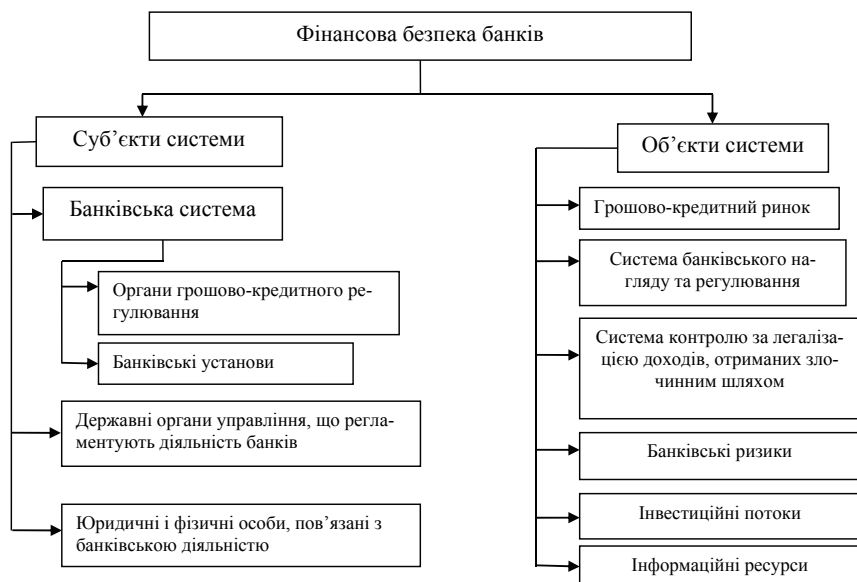 Фінансова безпека банків
Суб’єкти системи
Банківська система
Органи грошово-кредитного ре-
гулювання
Банківські установи
Державні органи управління, що регла-
ментують діяльність банків
Юридичні і фізичні особи, пов’язані з
банківською діяльністю
Об’єкти системи
Грошово-кредитний ринок
Система банківського на-
гляду та регулювання
Система контролю за легаліза-
цією доходів, отриманих зло-
чинним шляхом
Банківські ризики
Інвестиційні потоки
Інформаційні ресурси